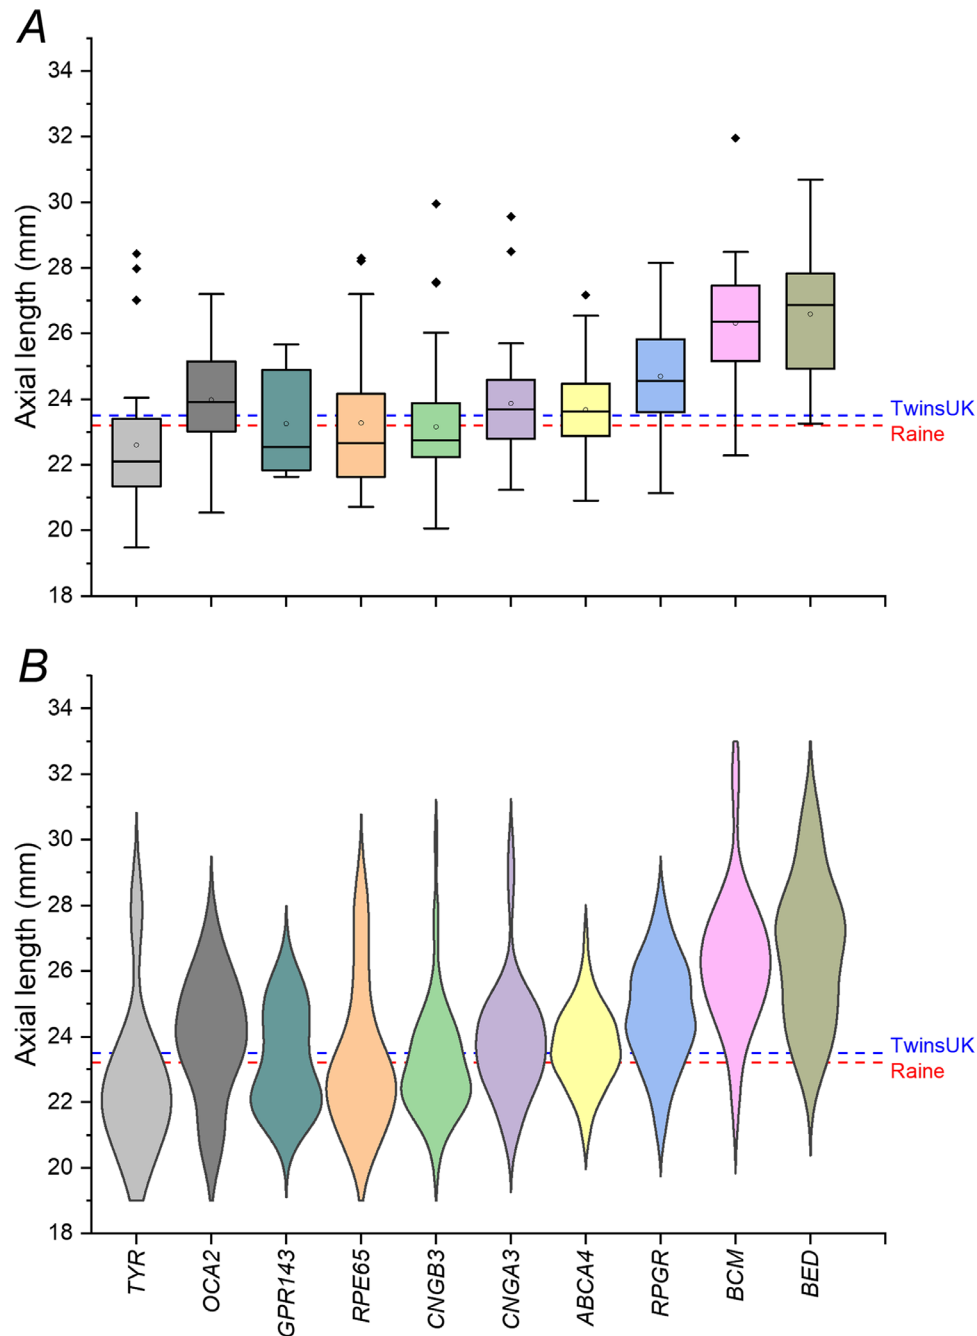 A
Axial length (mm)
34
32
30
28
26
24
22
20
18
TwinsUK
Raine
B
Axial length (mm)
34
32
30
28
26
24
22
20
18
TwinsUK
Raine
TYR
OCA2
GPR143
RPE65
CNGB3
CNGA3
ABCA4
RPGR
BCM
BED